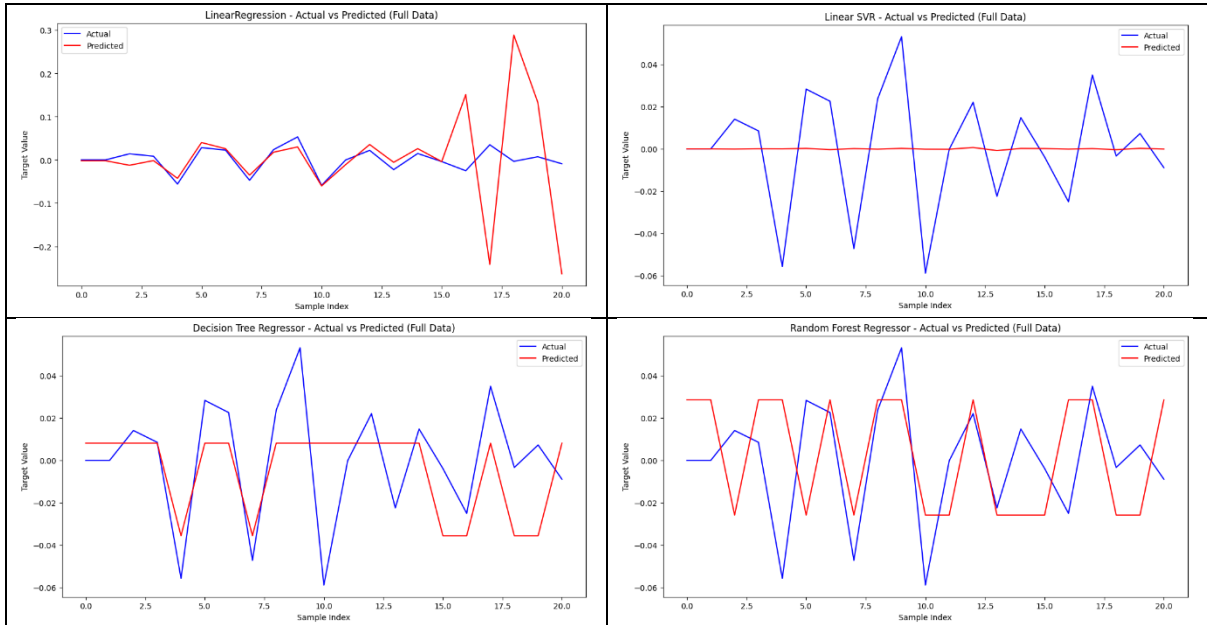 LinearRegression - Actual vs Predicted (Full Data)
Actual
Predicted
Target Value
0.3
0.2
0.1
0.0
−0.1
−0.2
0.0 2.5 5.0 7.5 10.0 12.5 15.0 17.5 20.0
Sample Index
Linear SVR - Actual vs Predicted (Full Data)
Actual
Predicted
Target Value
0.04
0.02
0.00
−0.02
−0.04
−0.06
0.0 2.5 5.0 7.5 10.0 12.5 15.0 17.5 20.0
Sample Index
Decision Tree Regressor - Actual vs Predicted (Full Data)
Actual
Predicted
Target Value
0.04
0.02
0.00
−0.02
−0.04
−0.06
0.0 2.5 5.0 7.5 10.0 12.5 15.0 17.5 20.0
Sample Index
Random Forest Regressor - Actual vs Predicted (Full Data)
Actual
Predicted
Target Value
0.04
0.02
0.00
−0.02
−0.04
−0.06
0.0 2.5 5.0 7.5 10.0 12.5 15.0 17.5 20.0
Sample Index